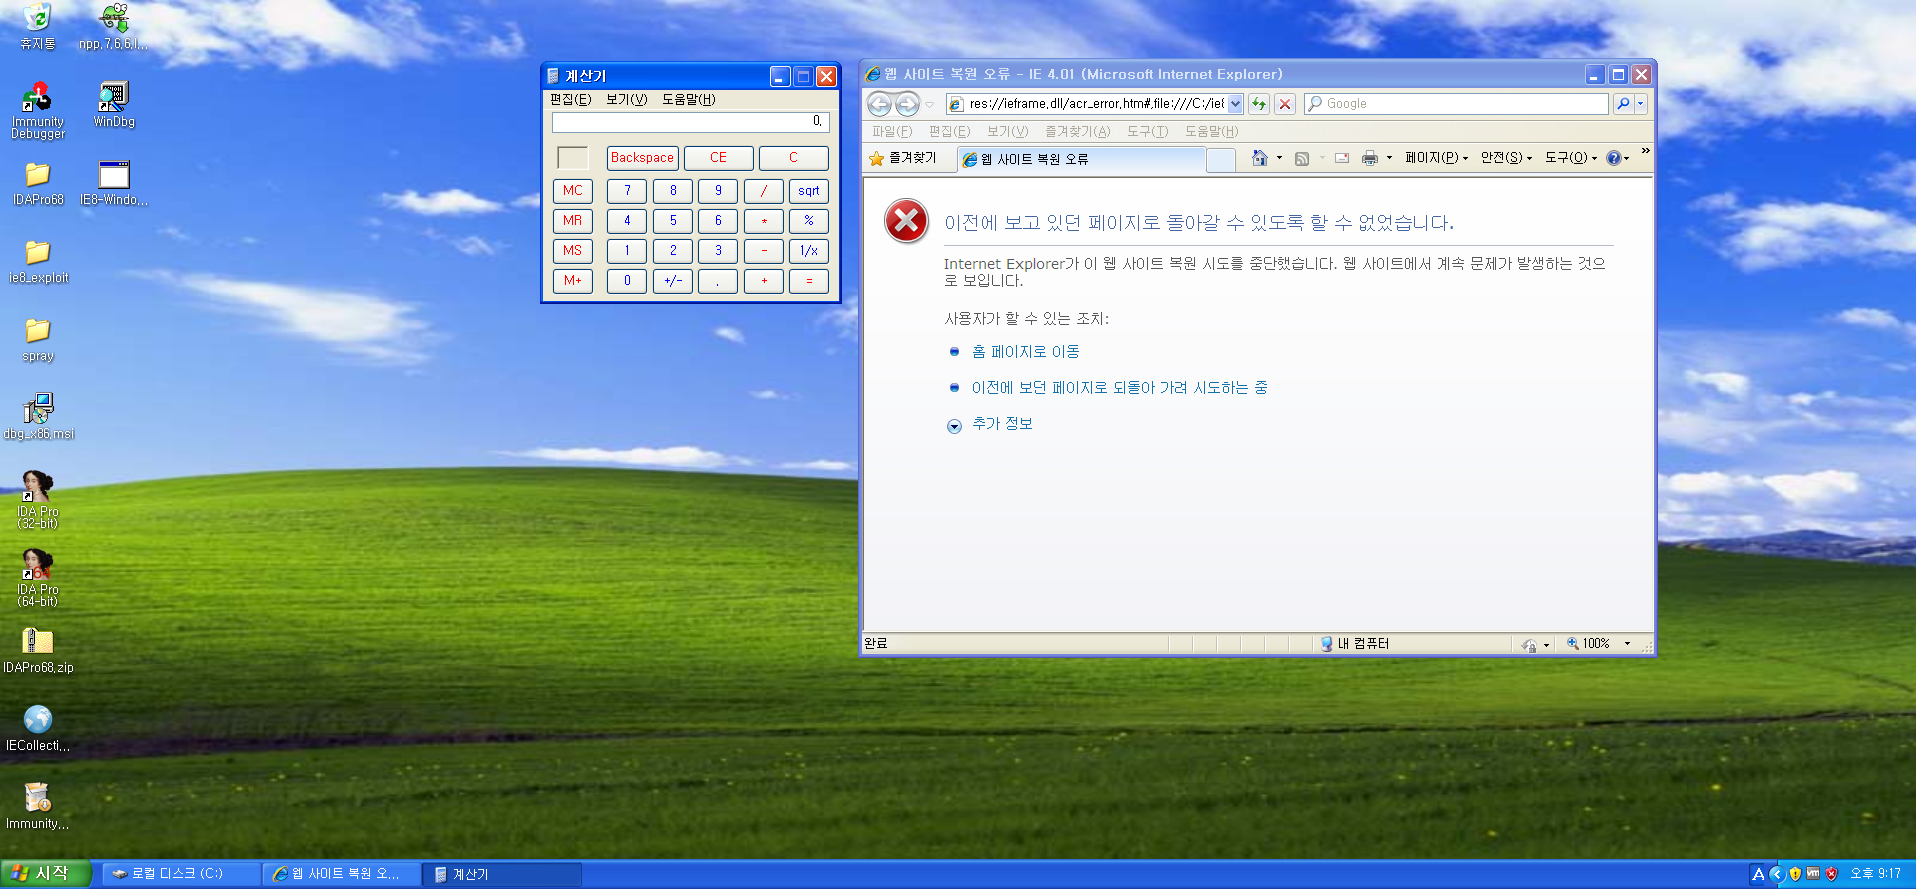 휴지통
npp.7.6.6.I...
Immunity
Debugger
WinDbg
IDAPro68
IE8-Windo...
ie8_exploit
spray
dbg_x86.msi
IDA Pro
(32-bit)
IDA Pro
(64-bit)
IDAPro68.zip
IECollecti...
Immunity...
계산기
편집(E) 보기(V) 도움말(H)
0.
Backspace CE C
MC 7 8 9 / sqrt
MR 4 5 6 * %
MS 1 2 3 - 1/x
M+ 0 +/- . + =
웹 사이트 복원 오류 - IE 4.01 (Microsoft Internet Explorer)
res://ieframe.dll/acr_error.htm#,file:///C:/ie8
Google
파일(F) 편집(E) 보기(V) 즐겨찾기(A) 도구(T) 도움말(H)
즐겨찾기
웹 사이트 복원 오류
페이지(P) 안전(S) 도구(O) »
이전에 보고 있던 페이지로 돌아갈 수 있도록 할 수 없었습니다.
Internet Explorer가 이 웹 사이트 복원 시도를 중단했습니다. 웹 사이트에서 계속 문제가 발생하는 것으
로 보입니다.
사용자가 할 수 있는 조치:
홈 페이지로 이동
이전에 보던 페이지로 되돌아 가려 시도하는 중
추가 정보
완료
내 컴퓨터
100%
시작
로컬 디스크 (C:)
웹 사이트 복원 오...
계산기
A
오후 9:17